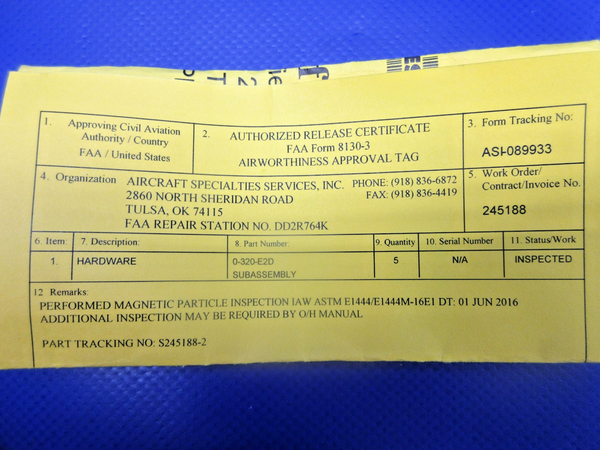 1. Approving Civil Aviation
Authority / Country
FAA / United States
2. AUTHORIZED RELEASE CERTIFICATE
FAA Form 8130-3
AIRWORTHINESS APPROVAL TAG
3. Form Tracking No:
ASI-089933
4. Organization AIRCRAFT SPECIALTIES SERVICES, INC. PHONE: (918) 836-6872
2860 NORTH SHERIDAN ROAD FAX: (918) 836-4419
TULSA, OK 74115
FAA REPAIR STATION NO. DD2R764K
5. Work Order/
Contract/Invoice No.
245188
6. Item: 7. Description: 8. Part Number: 9. Quantity 10. Serial Number 11. Status/Work
1. HARDWARE 0-320-E2D 5 N/A INSPECTED
SUBASSEMBLY
12 Remarks:
PERFORMED MAGNETIC PARTICLE INSPECTION IAW ASTM E1444/E1444M-16E1 DT: 01 JUN 2016
ADDITIONAL INSPECTION MAY BE REQUIRED BY O/H MANUAL
PART TRACKING NO: S245188-2